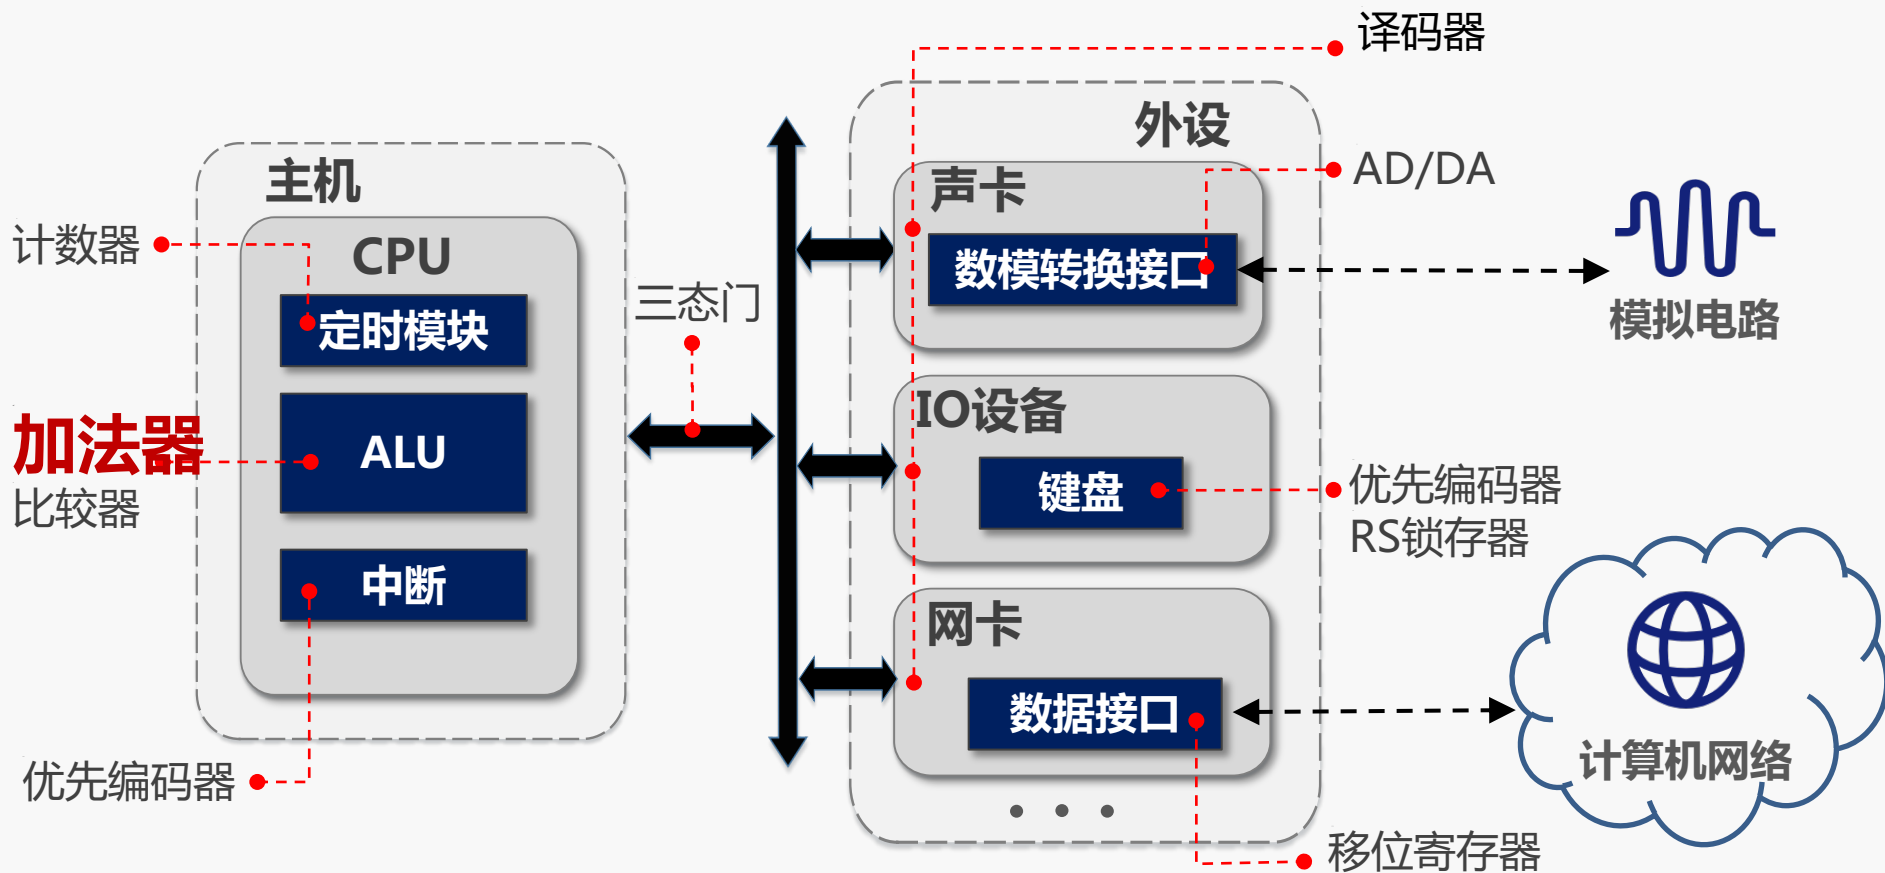 译码器
外设
主机
声卡
AD/DA
计数器
CPU
数模转换接口
三态门
定时模块
模拟电路
加法器
IO设备
ALU
比较器
键盘
优先编码器
RS锁存器
中断
网卡
数据接口
计算机网络
优先编码器
移位寄存器